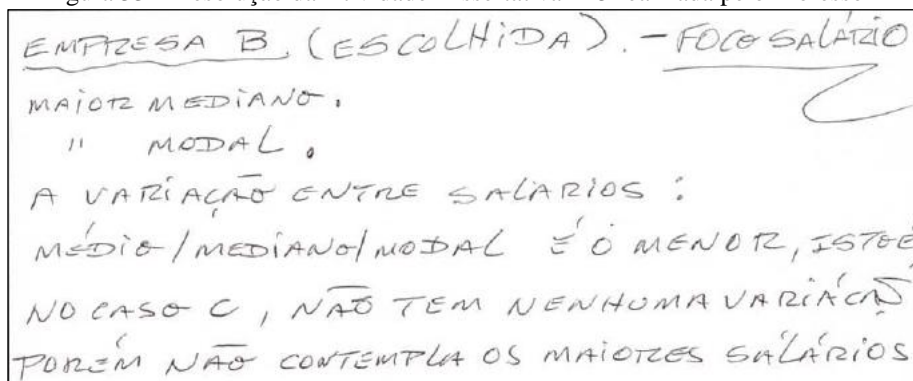 EMPRESA B (ESCOLHIDA). - FOCO SALÁRIO
MAIOR MEDIANO.
" MODAL.
A VARIAÇÃO ENTRE SALARIOS:
MÉDIO/MEDIANO/MODAL É O MENOR, ISTO É
NO CASO C, NÃO TEM NENHUMA VARIAÇÃO
PORÉM NÃO CONTEMPLA OS MAIORES SALÁRIOS